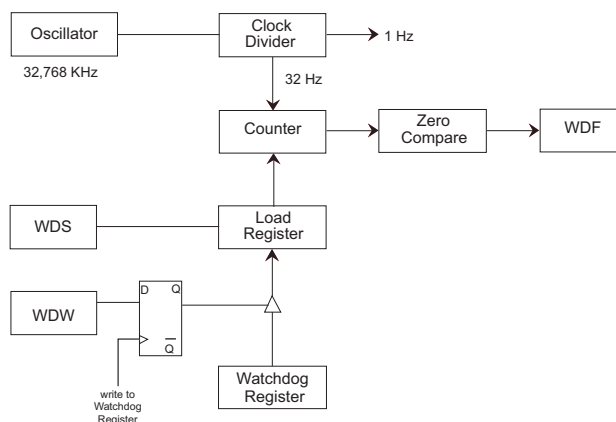 Oscillator
Clock
Divider
1 Hz
32,768 KHz
32 Hz
Counter
Zero
Compare
WDF
WDS
Load
Register
WDW
D
Q
Q
write to
Watchdog
Register
Watchdog
Register